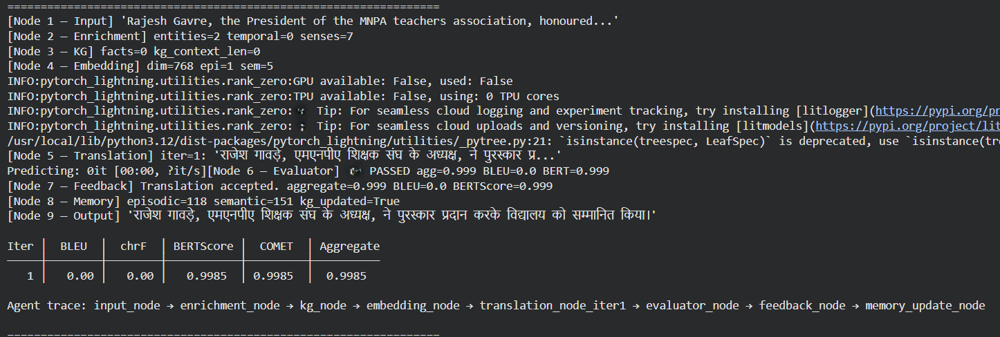 =================================================================
[Node 1 — Input] 'Rajesh Gavre, the President of the MNPA teachers association, honoured...'
[Node 2 — Enrichment] entities=2 temporal=0 senses=7
[Node 3 — KG] facts=0 kg_context_len=0
[Node 4 — Embedding] dim=768 epi=1 sem=5
INFO:pytorch_lightning.utilities.rank_zero:GPU available: False, used: False
INFO:pytorch_lightning.utilities.rank_zero:TPU available: False, using: 0 TPU cores
INFO:pytorch_lightning.utilities.rank_zero: Tip: For seamless cloud logging and experiment tracking, try installing [litlogger](https://pypi.org/pr
INFO:pytorch_lightning.utilities.rank_zero: Tip: For seamless cloud uploads and versioning, try installing [litmodels](https://pypi.org/project/lit
/usr/local/lib/python3.12/dist-packages/pytorch_lightning/utilities/_pytree.py:21: `isinstance(treespec, LeafSpec)` is deprecated, use `isinstance(tre
[Node 5 — Translation] iter=1: 'राजेश गावड़े, एमएनपीए शिक्षक संघ के अध्यक्ष, ने पुरस्कार प्र...'
Predicting: 0it [00:00, ?it/s][Node 6 — Evaluator] PASSED agg=0.999 BLEU=0.0 BERT=0.999
[Node 7 — Feedback] Translation accepted. aggregate=0.999 BLEU=0.0 BERTScore=0.999
[Node 8 — Memory] episodic=118 semantic=151 kg_updated=True
[Node 9 — Output] 'राजेश गावड़े, एमएनपीए शिक्षक संघ के अध्यक्ष, ने पुरस्कार प्रदान करके विद्यालय को सम्मानित किया।'
Iter │ BLEU │ chrF │ BERTScore │ COMET │ Aggregate
1 │ 0.00 │ 0.00 │ 0.9985 │ 0.9985 │ 0.9985
Agent trace: input_node → enrichment_node → kg_node → embedding_node → translation_node_iter1 → evaluator_node → feedback_node → memory_update_node
=================================================================